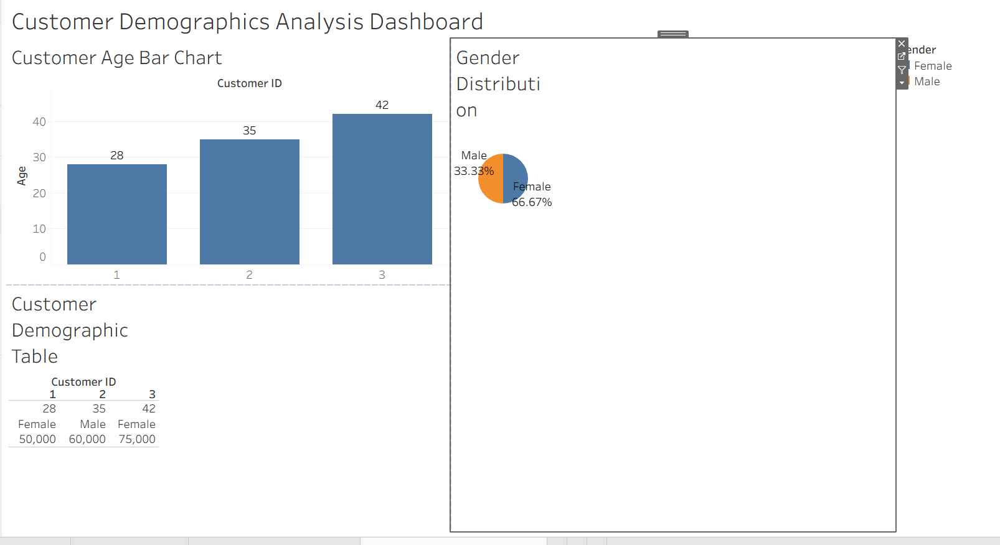 Customer Demographics Analysis Dashboard
Customer Age Bar Chart
Customer ID
Age
40
30
20
10
0
28
35
42
1
2
3
Customer
Demographic
Table
Customer ID
1 2 3
28 35 42
Female Male Female
50,000 60,000 75,000
Gender
Distributi
on
Male
33.33%
Female
66.67%
ender
Female
Male